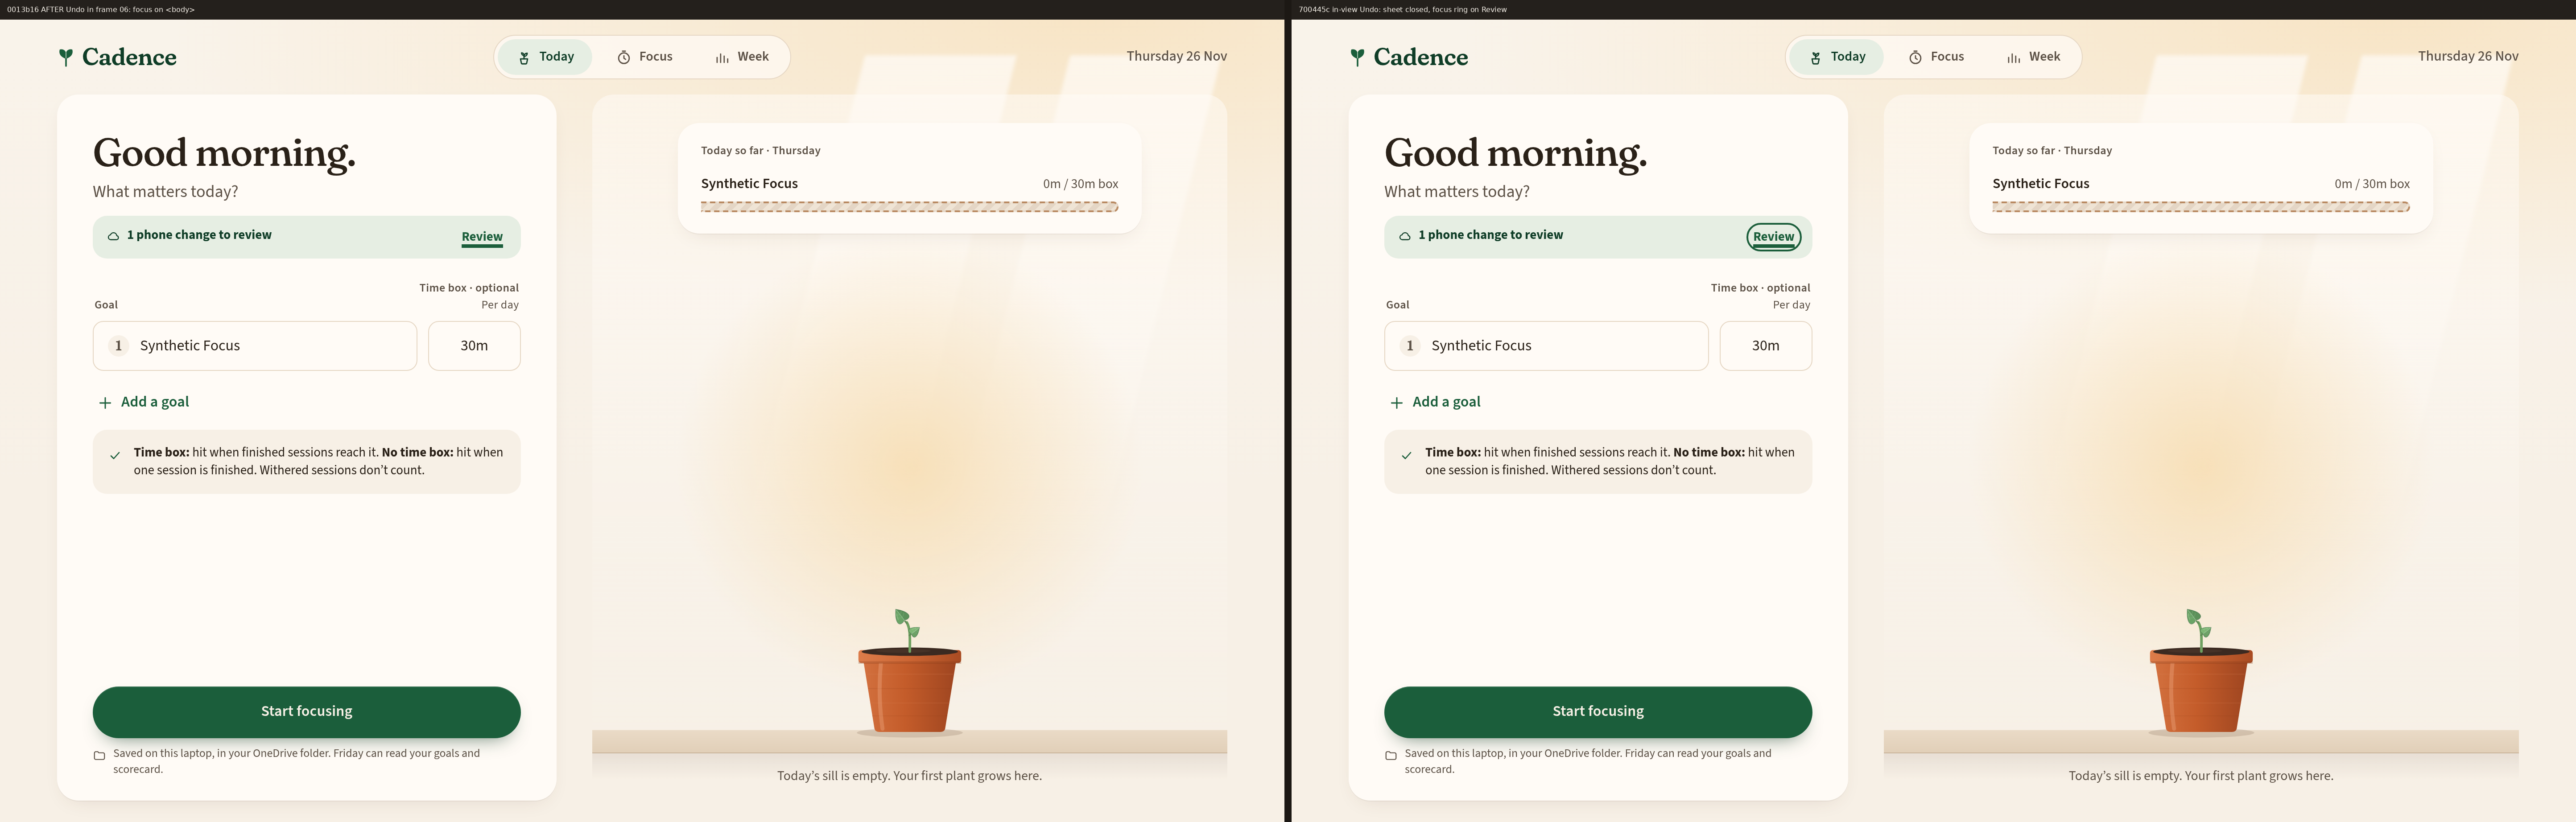 0013b16 AFTER Undo in frame 06: focus on <body>
Cadence
Today
Focus
Week
Thursday 26 Nov
Good morning.
What matters today?
1 phone change to review
Review
Time box · optional
Goal
Per day
1
Synthetic Focus
30m
Add a goal
Time box: hit when finished sessions reach it. No time box: hit when
one session is finished. Withered sessions don’t count.
Start focusing
Saved on this laptop, in your OneDrive folder. Friday can read your goals and
scorecard.
Today so far · Thursday
Synthetic Focus
0m / 30m box
Today’s sill is empty. Your first plant grows here.
700445c in-view Undo: sheet closed, focus ring on Review
Cadence
Today
Focus
Week
Thursday 26 Nov
Good morning.
What matters today?
1 phone change to review
Review
Time box · optional
Goal
Per day
1
Synthetic Focus
30m
Add a goal
Time box: hit when finished sessions reach it. No time box: hit when
one session is finished. Withered sessions don’t count.
Start focusing
Saved on this laptop, in your OneDrive folder. Friday can read your goals and
scorecard.
Today so far · Thursday
Synthetic Focus
0m / 30m box
Today’s sill is empty. Your first plant grows here.